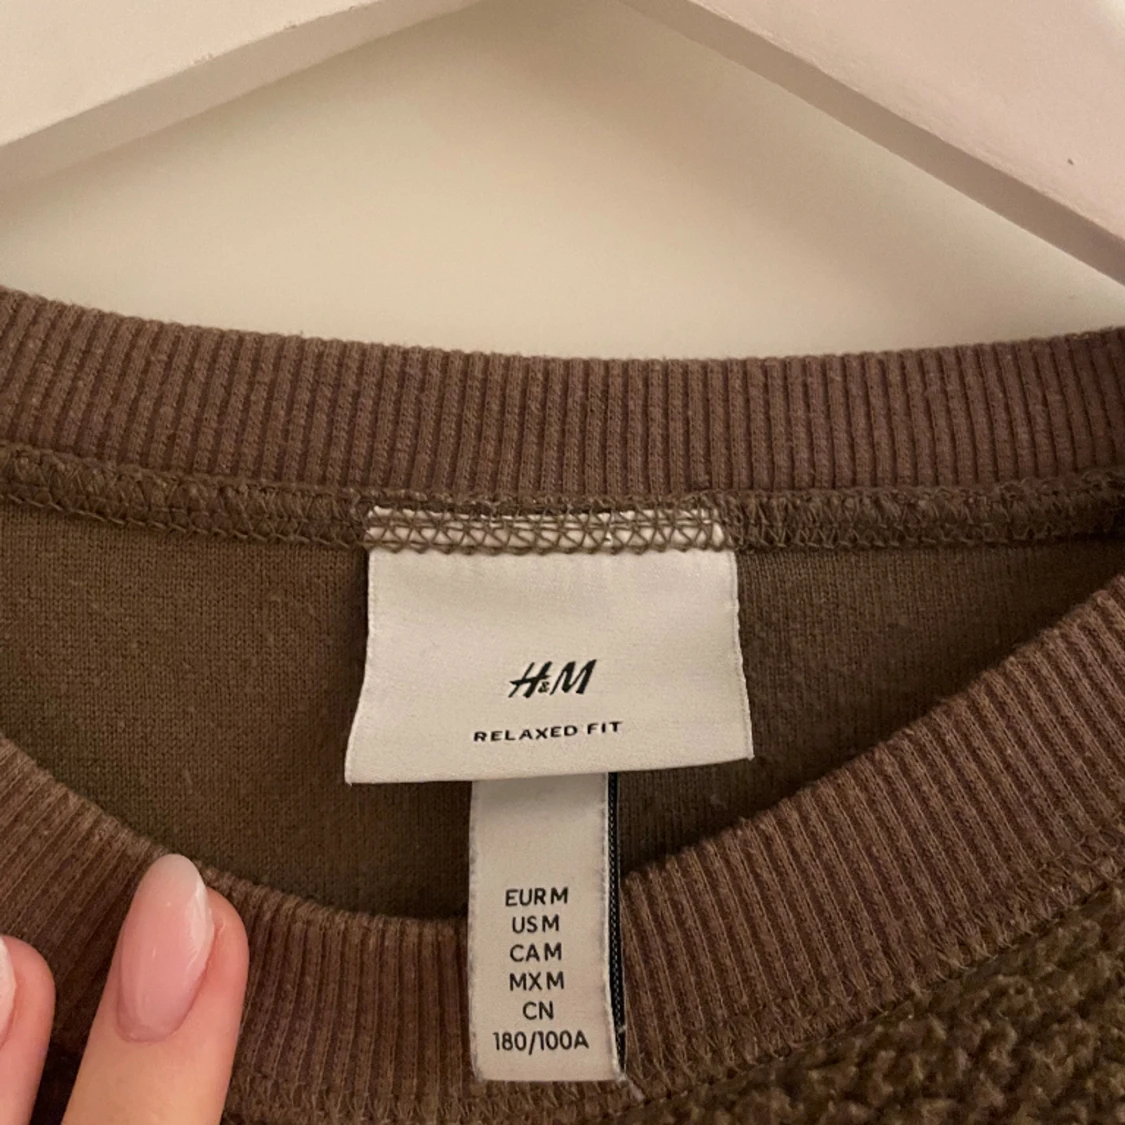 H&M
RELAXED FIT
EUR M
US M
CA M
MX M
CN
180/100A